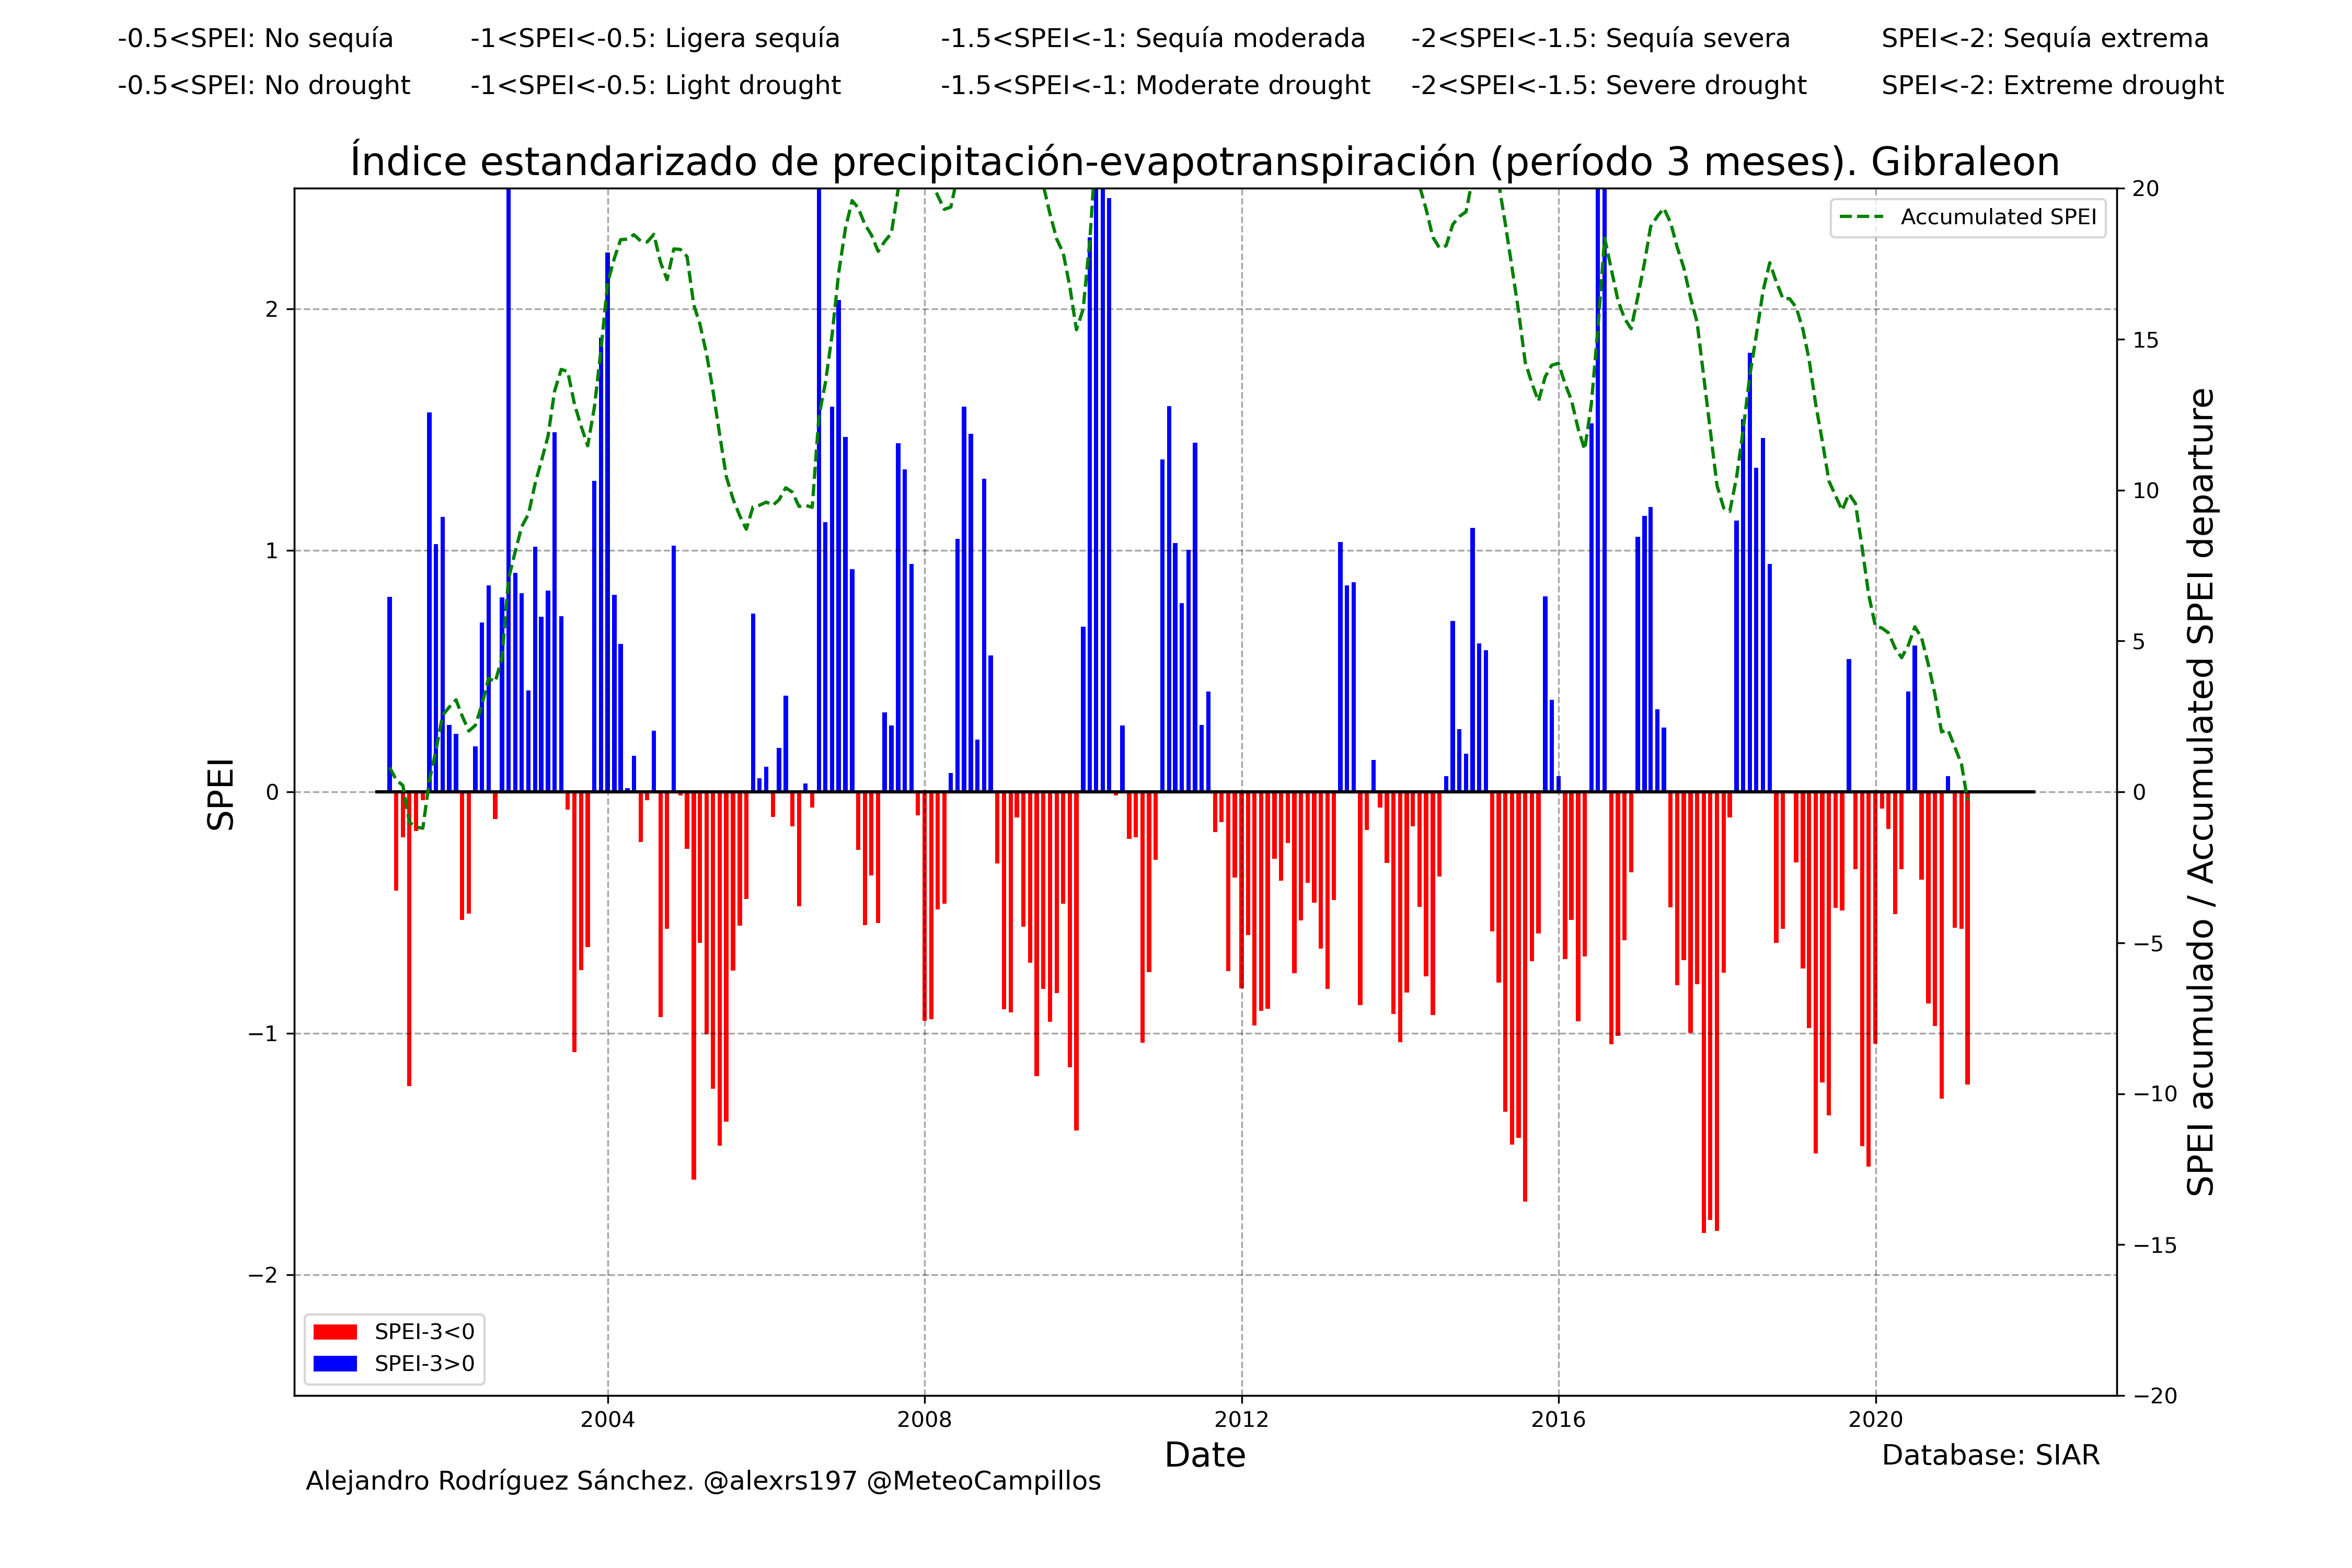 -0.5<SPEI: No sequía -1<SPEI<-0.5: Ligera sequía -1.5<SPEI<-1: Sequía moderada -2<SPEI<-1.5: Sequía severa SPEI<-2: Sequía extrema
-0.5<SPEI: No drought -1<SPEI<-0.5: Light drought -1.5<SPEI<-1: Moderate drought -2<SPEI<-1.5: Severe drought SPEI<-2: Extreme drought
Índice estandarizado de precipitación-evapotranspiración (período 3 meses). Gibraleon
Accumulated SPEI
SPEI
2
1
0
−1
−2
20
15
10
5
0
−5
−10
−15
−20
SPEI acumulado / Accumulated SPEI departure
SPEI-3<0
SPEI-3>0
2004 2008 2012 2016 2020
Date
Database: SIAR
Alejandro Rodríguez Sánchez. @alexrs197 @MeteoCampillos